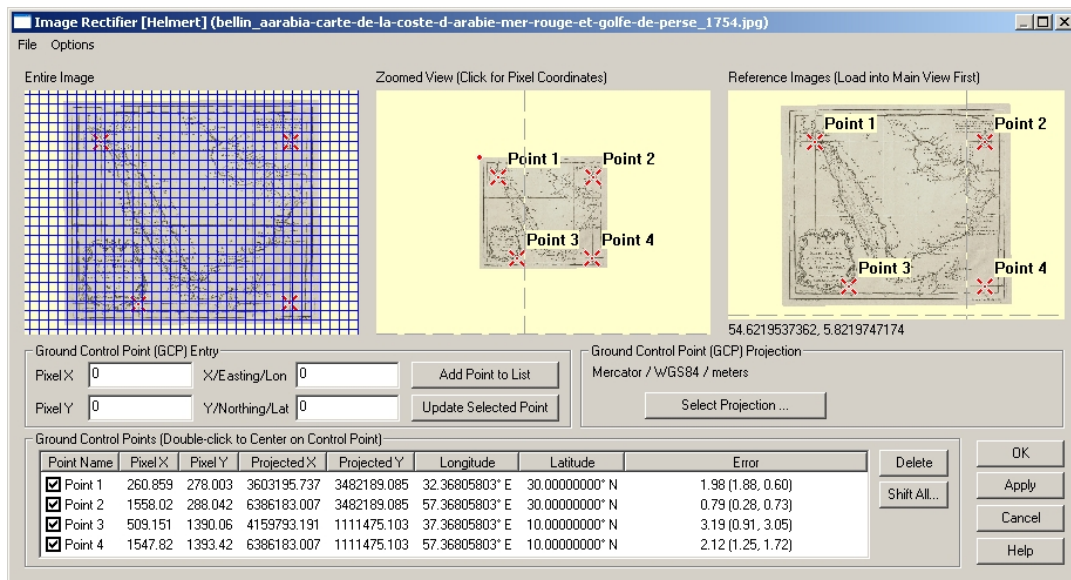 Image Rectifier [Helmert] (bellin_aarabia-carte-de-la-coste-d-arabie-mer-rouge-et-golfe-de-perse_1754.jpg)
File Options
Entire Image
Zoomed View (Click for Pixel Coordinates)
Reference Images (Load into Main View First)
Point 1
Point 2
Point 3
Point 4
Point 1
Point 2
Point 3
Point 4
54.6219537362, 5.8219747174
Ground Control Point (GCP) Entry
Pixel X 0 X/Easting/Lon 0 Add Point to List
Pixel Y 0 Y/Northing/Lat 0 Update Selected Point
Ground Control Point (GCP) Projection
Mercator / WGS84 / meters
Select Projection ...
Ground Control Points (Double-click to Center on Control Point)
Point Name Pixel X Pixel Y Projected X Projected Y Longitude Latitude Error
Point 1 260.859 278.003 3603195.737 3482189.085 32.36805803° E 30.00000000° N 1.98 (1.88, 0.60)
Point 2 1558.02 288.042 6386183.007 3482189.085 57.36805803° E 30.00000000° N 0.79 (0.28, 0.73)
Point 3 509.151 1390.06 4159793.191 1111475.103 37.36805803° E 10.00000000° N 3.19 (0.91, 3.05)
Point 4 1547.82 1393.42 6386183.007 1111475.103 57.36805803° E 10.00000000° N 2.12 (1.25, 1.72)
Delete
Shift All...
OK
Apply
Cancel
Help